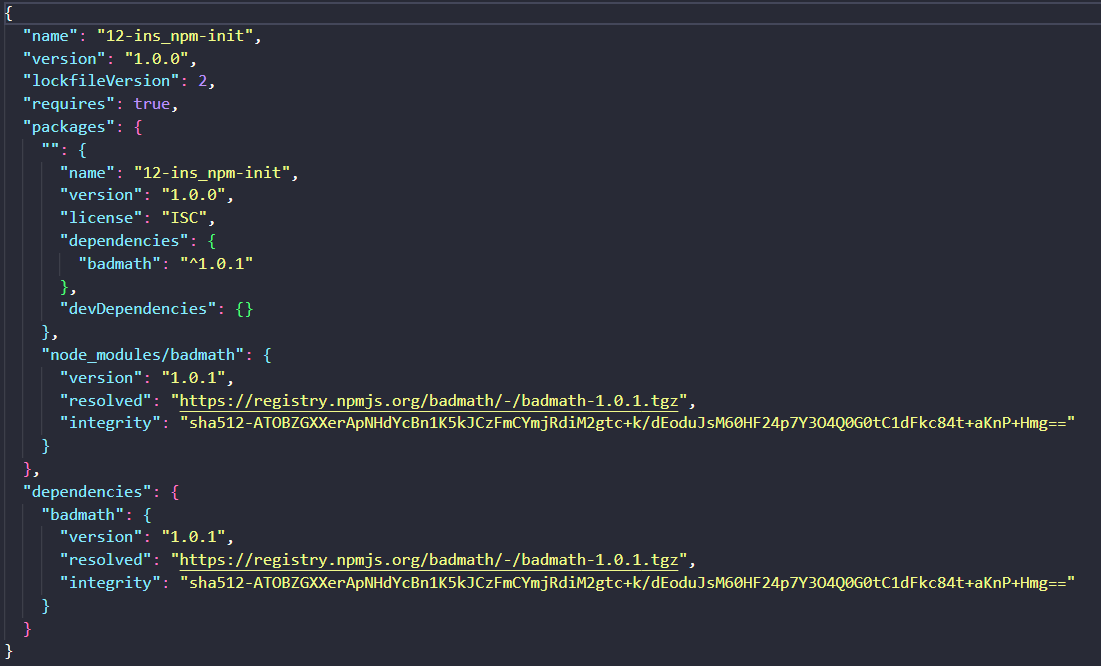 {
  "name": "12-ins_npm-init",
  "version": "1.0.0",
  "lockfileVersion": 2,
  "requires": true,
  "packages": {
    "": {
      "name": "12-ins_npm-init",
      "version": "1.0.0",
      "license": "ISC",
      "dependencies": {
        "badmath": "^1.0.1"
      },
      "devDependencies": {}
    },
    "node_modules/badmath": {
      "version": "1.0.1",
      "resolved": "https://registry.npmjs.org/badmath/-/badmath-1.0.1.tgz",
      "integrity": "sha512-ATOBZGXXerApNHdYcBn1K5kJCzFmCYmjRdiM2gtc+k/dEoduJsM60HF24p7Y3O4Q0G0tC1dFkc84t+aKnP+Hmg=="
    }
  },
  "dependencies": {
    "badmath": {
      "version": "1.0.1",
      "resolved": "https://registry.npmjs.org/badmath/-/badmath-1.0.1.tgz",
      "integrity": "sha512-ATOBZGXXerApNHdYcBn1K5kJCzFmCYmjRdiM2gtc+k/dEoduJsM60HF24p7Y3O4Q0G0tC1dFkc84t+aKnP+Hmg=="
    }
  }
}